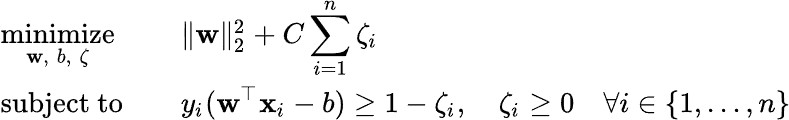 minimize w, b, ζ ‖w‖₂² + C ∑ᵢ₌₁ⁿ ζᵢ
subject to yᵢ(w⊤xᵢ − b) ≥ 1 − ζᵢ, ζᵢ ≥ 0 ∀i ∈ {1, …, n}